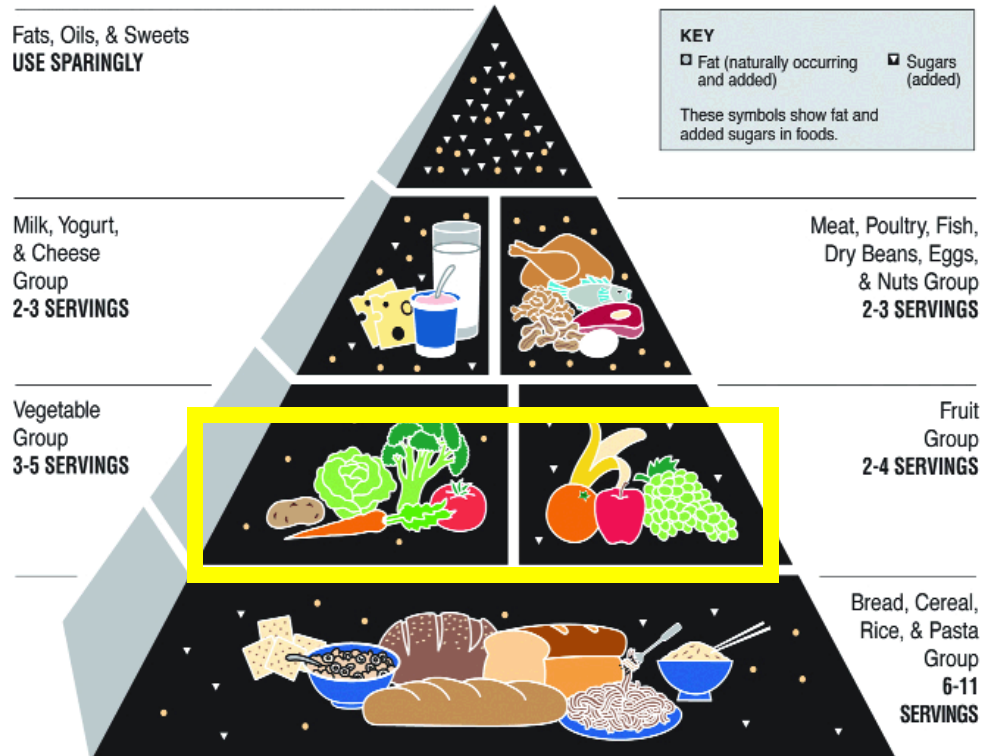 Fats, Oils, & Sweets
USE SPARINGLY
KEY
Fat (naturally occurring
and added)
Sugars
(added)
These symbols show fat and
added sugars in foods.
Milk, Yogurt,
& Cheese
Group
2-3 SERVINGS
Meat, Poultry, Fish,
Dry Beans, Eggs,
& Nuts Group
2-3 SERVINGS
Vegetable
Group
3-5 SERVINGS
Fruit
Group
2-4 SERVINGS
Bread, Cereal,
Rice, & Pasta
Group
6-11
SERVINGS